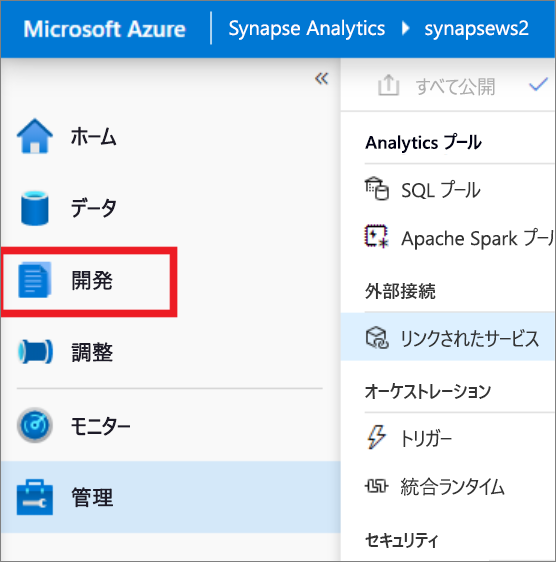 Microsoft Azure
Synapse Analytics
synapsews2
«
すべて公開
ホーム
データ
開発
調整
モニター
管理
Analytics プール
SQL プール
Apache Spark プール
外部接続
リンクされたサービス
オーケストレーション
トリガー
統合ランタイム
セキュリティ